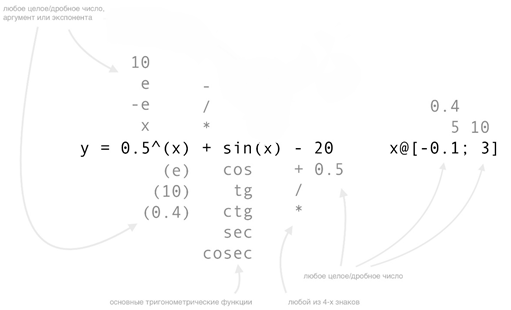 любое целое/дробное число,
аргумент или экспонента
10
e -
-e / 0.4
x * 5 10
y = 0.5^(x) + sin(x) - 20 x@[-0.1; 3]
(e) cos + 0.5
(10) tg /
(0.4) ctg *
sec
cosec
любое целое/дробное число
основные тригонометрические функции любой из 4-х знаков